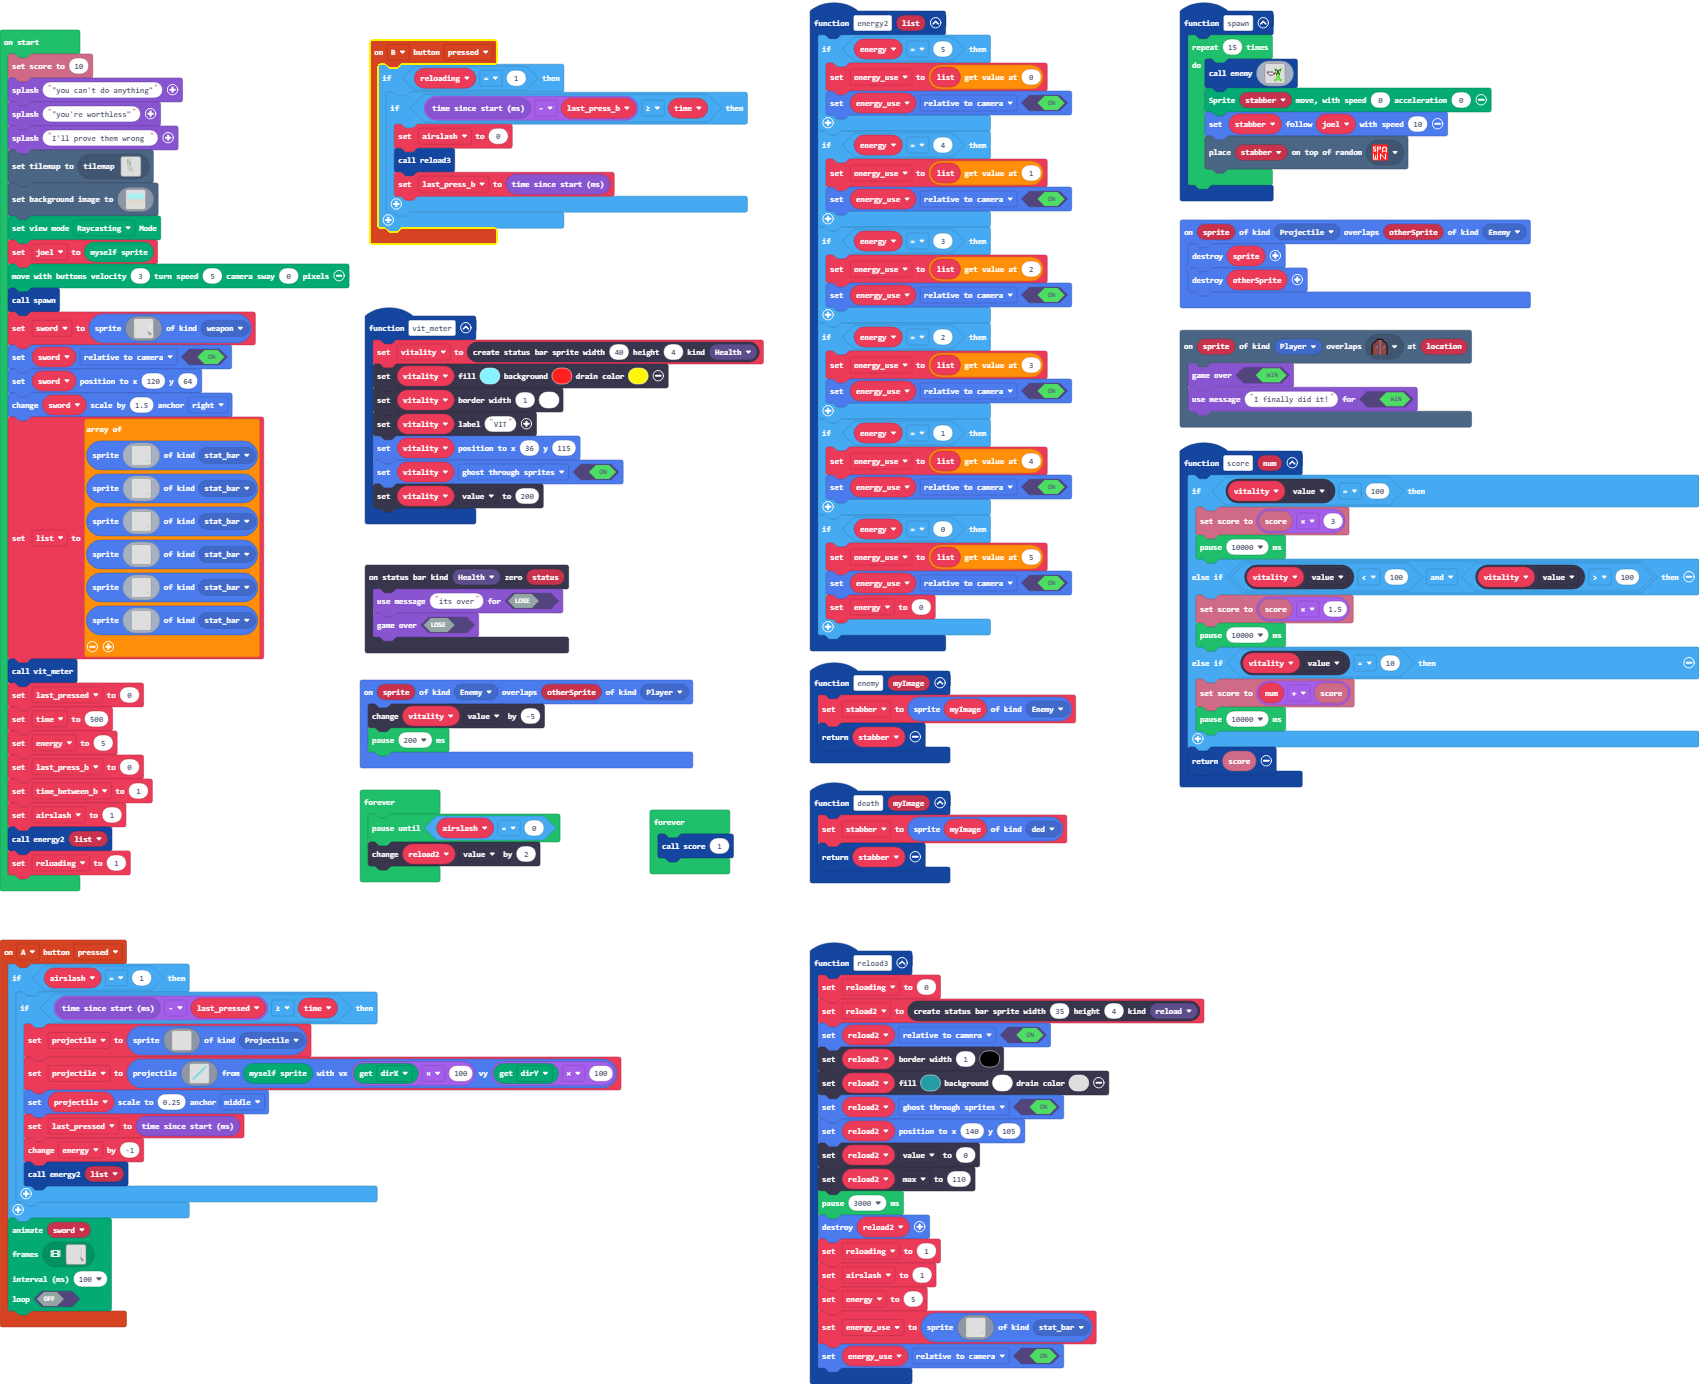 on start
set score to 10
splash "you can't do anything"
splash "you're worthless"
splash "I'll prove them wrong "
set tilemap to tilemap
set background image to
set view mode Raycasting Mode
set joel to myself sprite
move with buttons velocity 3 turn speed 5 camera sway 0 pixels
call spawn
set sword to sprite of kind weapon
set sword relative to camera ON
set sword position to x 120 y 64
change sword scale by 1.5 anchor right
set list to
array of
sprite of kind stat_bar
sprite of kind stat_bar
sprite of kind stat_bar
sprite of kind stat_bar
sprite of kind stat_bar
sprite of kind stat_bar
call vit_meter
set last_pressed to 0
set time to 500
set energy to 5
set last_press_b to 0
set time_between_b to 1
set airslash to 1
call energy2 list
set reloading to 1
on B button pressed
if reloading = 1 then
if time since start (ms) - last_press_b ≥ time then
set airslash to 0
call reload3
set last_press_b to time since start (ms)
function vit_meter
set vitality to create status bar sprite width 40 height 4 kind Health
set vitality fill background drain color
set vitality border width 1
set vitality label "VIT"
set vitality position to x 36 y 115
set vitality ghost through sprites ON
set vitality value to 200
on status bar kind Health zero status
use message "its over" for LOSE
game over LOSE
on sprite of kind Enemy overlaps otherSprite of kind Player
change vitality value by -5
pause 200 ms
forever
pause until airslash = 0
change reload2 value by 2
forever
call score 1
function energy2 list
if energy = 5 then
set energy_use to list get value at 0
set energy_use relative to camera ON
if energy = 4 then
set energy_use to list get value at 1
set energy_use relative to camera ON
if energy = 3 then
set energy_use to list get value at 2
set energy_use relative to camera ON
if energy = 2 then
set energy_use to list get value at 3
set energy_use relative to camera ON
if energy = 1 then
set energy_use to list get value at 4
set energy_use relative to camera ON
if energy = 0 then
set energy_use to list get value at 5
set energy_use relative to camera ON
set energy to 0
function enemy myImage
set stabber to sprite myImage of kind Enemy
return stabber
function death myImage
set stabber to sprite myImage of kind ded
return stabber
function spawn
repeat 15 times
do
call enemy
Sprite stabber move, with speed 0 acceleration 0
set stabber follow joel with speed 10
place stabber on top of random SPAWN
on sprite of kind Projectile overlaps otherSprite of kind Enemy
destroy sprite
destroy otherSprite
on sprite of kind Player overlaps at location
game over WIN
use message "I finally did it!" for WIN
function score num
if vitality value = 100 then
set score to score × 3
pause 10000 ms
else if vitality value < 100 and vitality value > 100 then
set score to score × 1.5
pause 10000 ms
else if vitality value = 10 then
set score to num ÷ score
pause 10000 ms
return score
on A button pressed
if airslash = 1 then
if time since start (ms) - last_pressed ≥ time then
set projectile to sprite of kind Projectile
set projectile to projectile from myself sprite with vx get dirX × 100 vy get dirY × 100
set projectile scale to 0.25 anchor middle
set last_pressed to time since start (ms)
change energy by -1
call energy2 list
animate sword
frames
interval (ms) 100
loop OFF
function reload3
set reloading to 0
set reload2 to create status bar sprite width 35 height 4 kind reload
set reload2 relative to camera ON
set reload2 border width 1
set reload2 fill background drain color
set reload2 ghost through sprites ON
set reload2 position to x 140 y 105
set reload2 value to 0
set reload2 max to 110
pause 3000 ms
destroy reload2
set reloading to 1
set airslash to 1
set energy to 5
set energy_use to sprite of kind stat_bar
set energy_use relative to camera ON